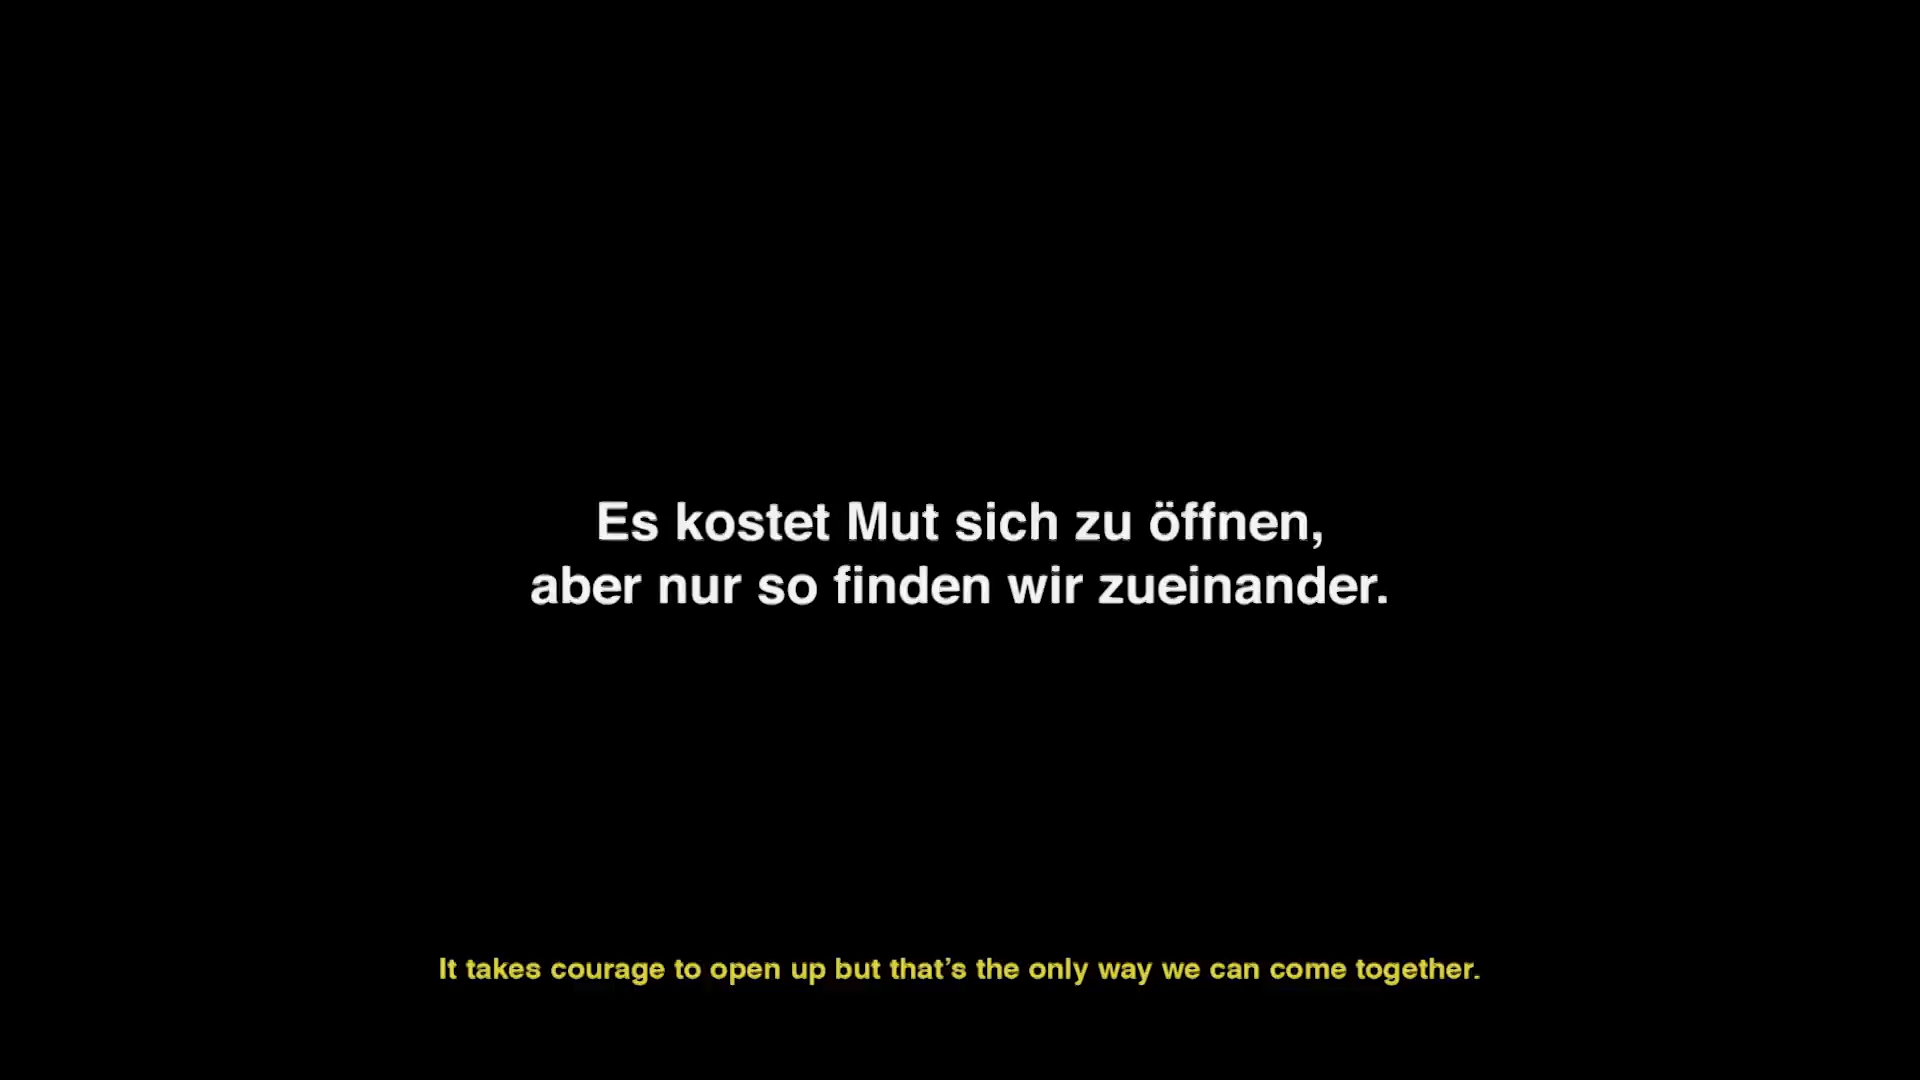 Es kostet Mut sich zu öffnen,
aber nur so finden wir zueinander.
It takes courage to open up but that’s the only way we can come together.